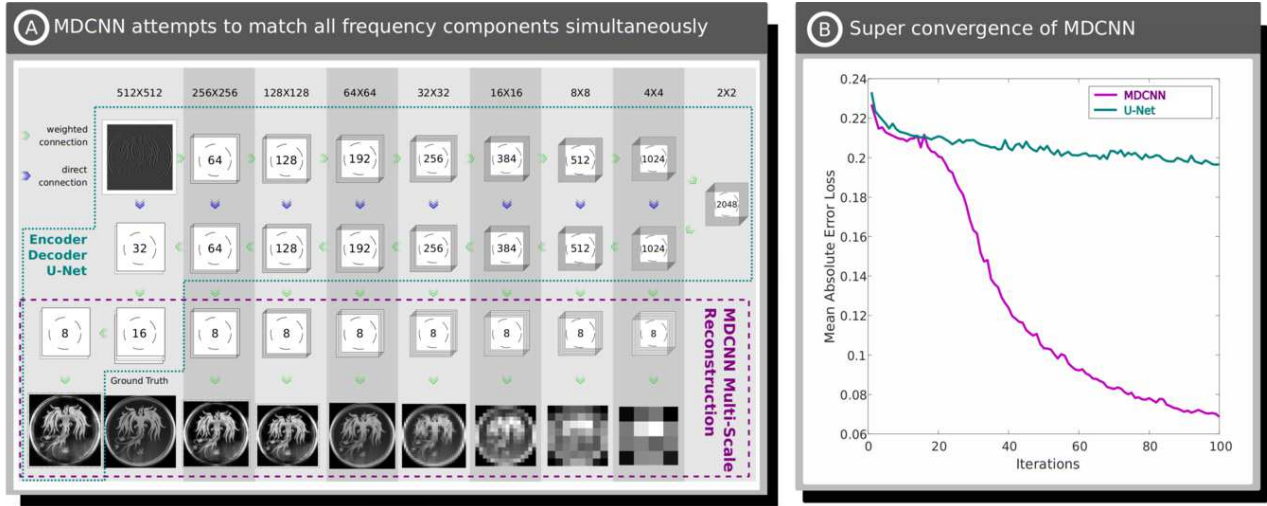 A MDCNN attempts to match all frequency components simultaneously
512X512 256X256 128X128 64X64 32X32 16X16 8X8 4X4 2X2
weighted
connection
direct
connection
64 128 192 256 384 512 1024
2048
32 64 128 192 256 384 512 1024
Encoder
Decoder
U-Net
8 16 8 8 8 8 8 8 8
MDCNN Multi-Scale
Reconstruction
Ground Truth
B Super convergence of MDCNN
0.24
0.22
0.2
0.18
0.16
0.14
0.12
0.1
0.08
0.06
Mean Absolute Error Loss
MDCNN
U-Net
0 20 40 60 80 100
Iterations